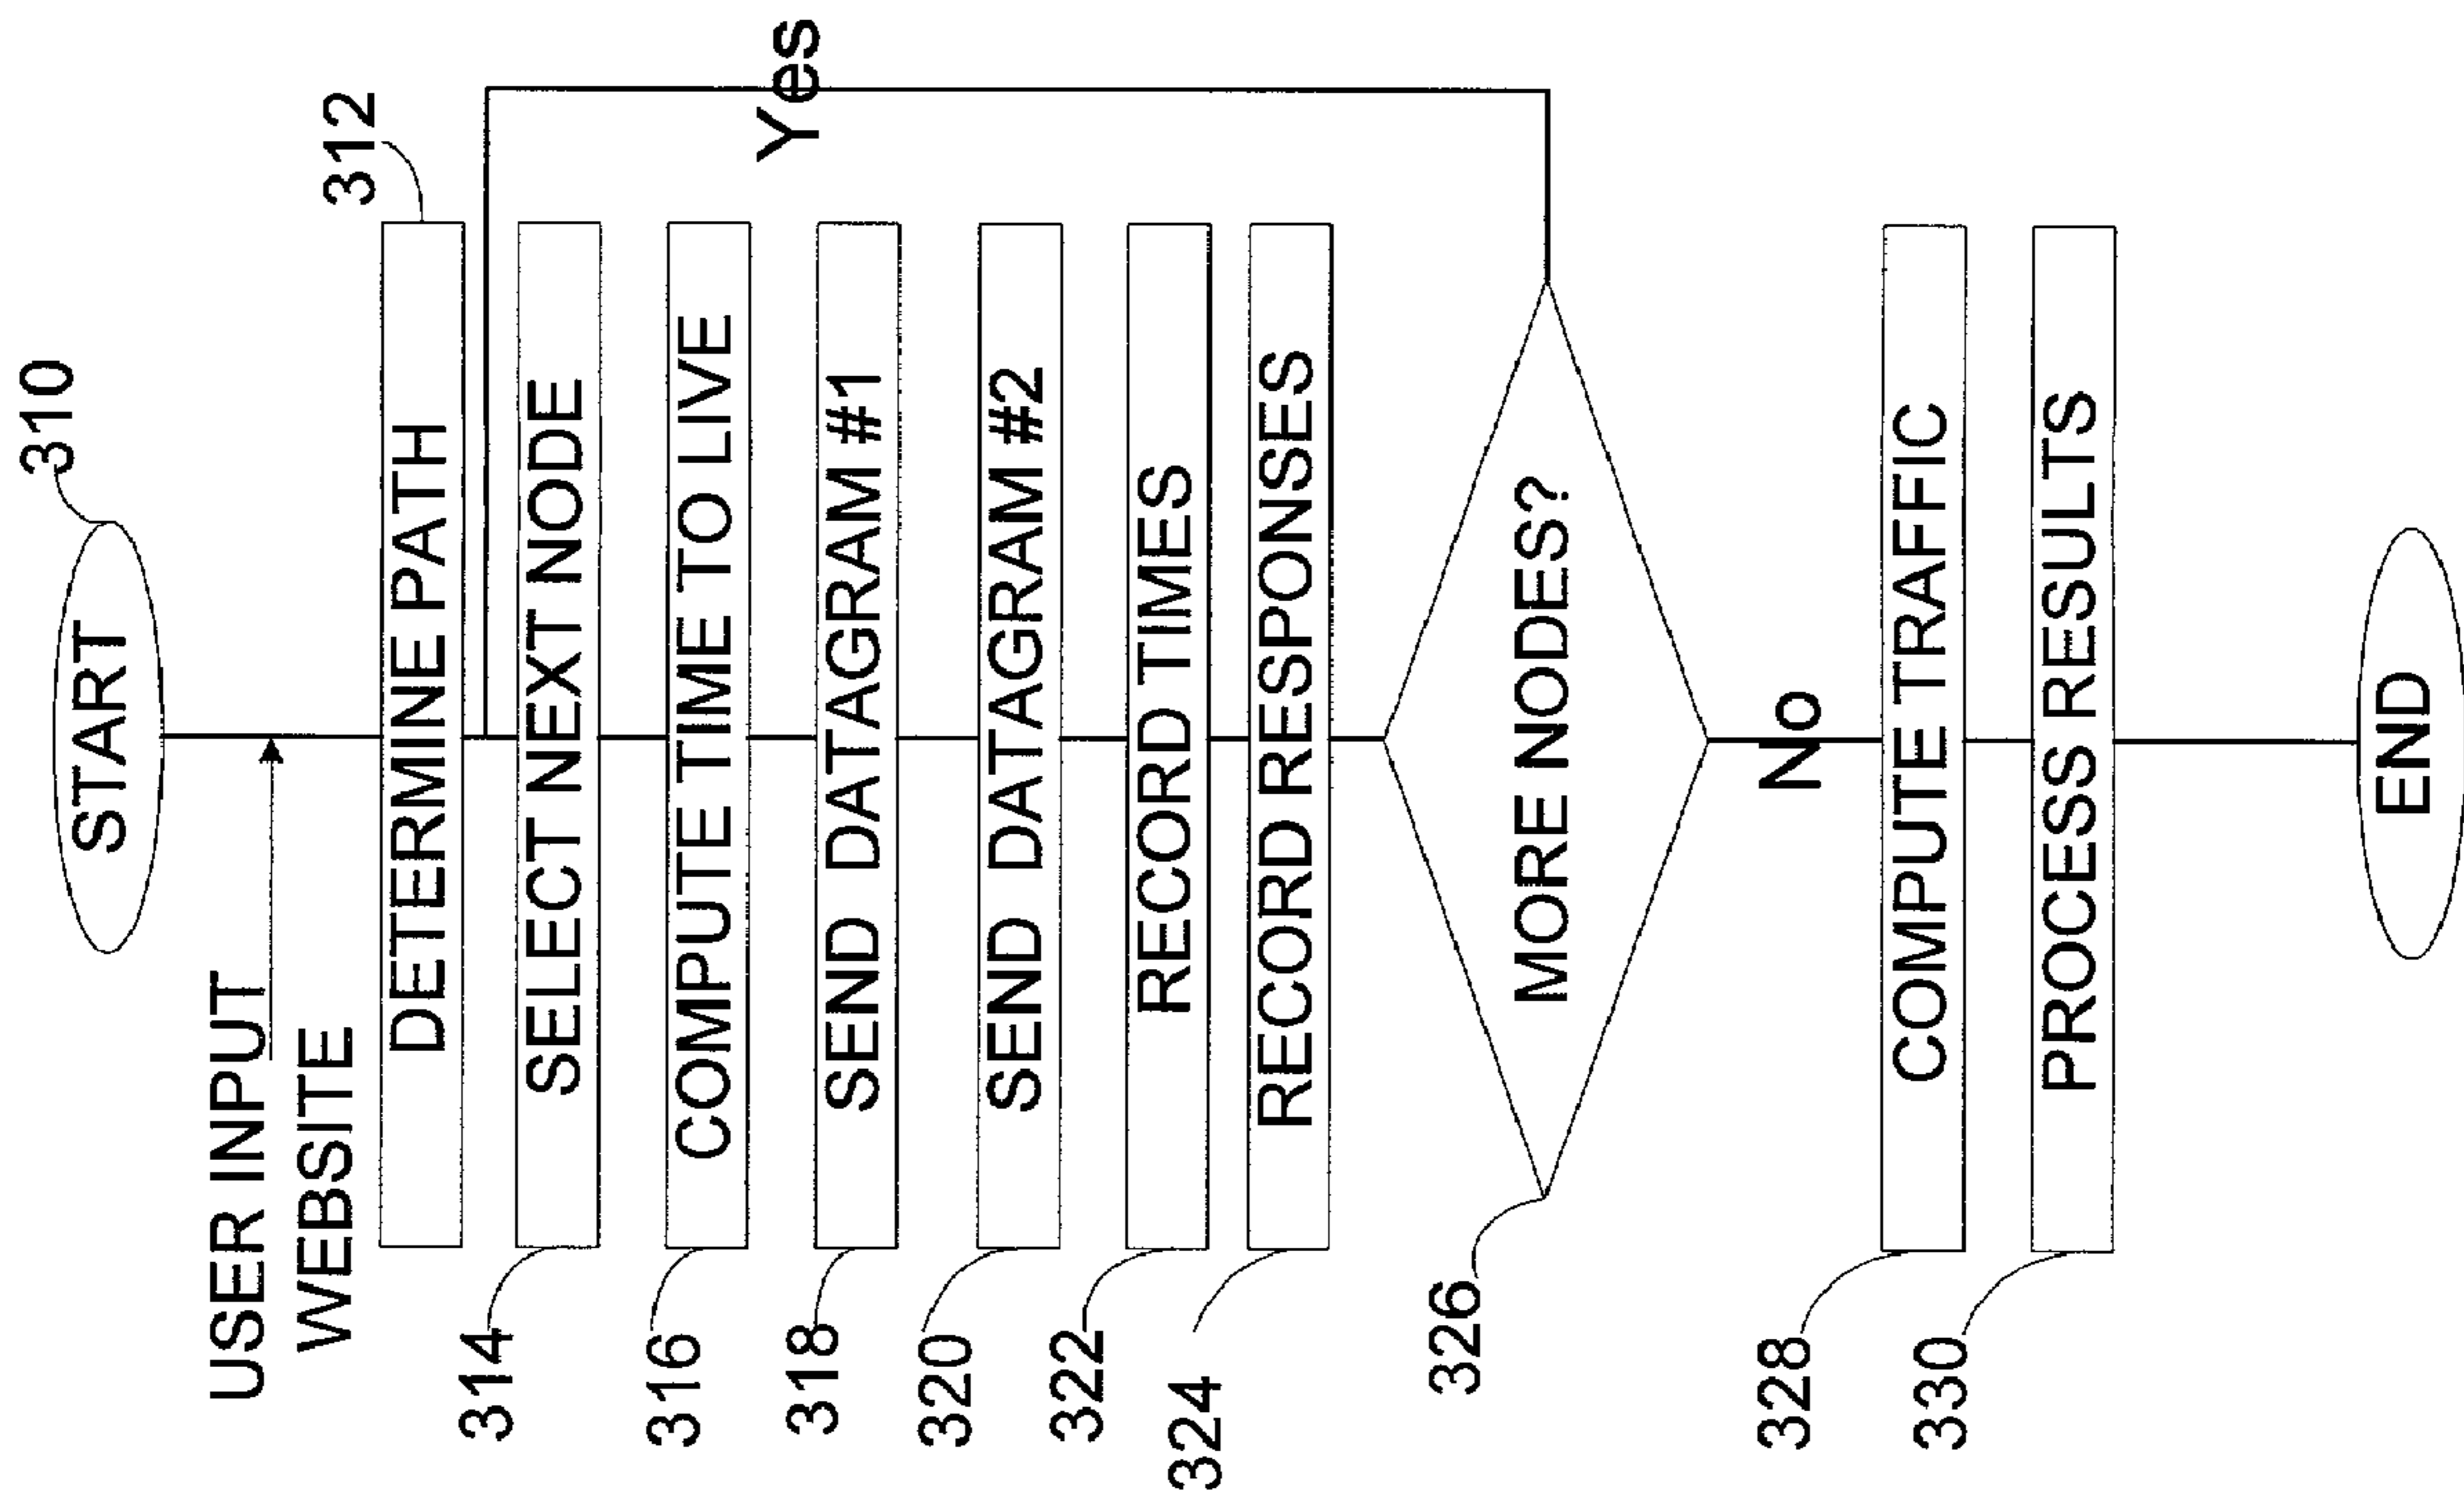 310
START
USER INPUT
WEBSITE
312
DETERMINE PATH
314
SELECT NEXT NODE
316
COMPUTE TIME TO LIVE
Yes
318
SEND DATAGRAM #1
320
SEND DATAGRAM #2
322
RECORD TIMES
324
RECORD RESPONSES
326
MORE NODES?
No
328
COMPUTE TRAFFIC
330
PROCESS RESULTS
END